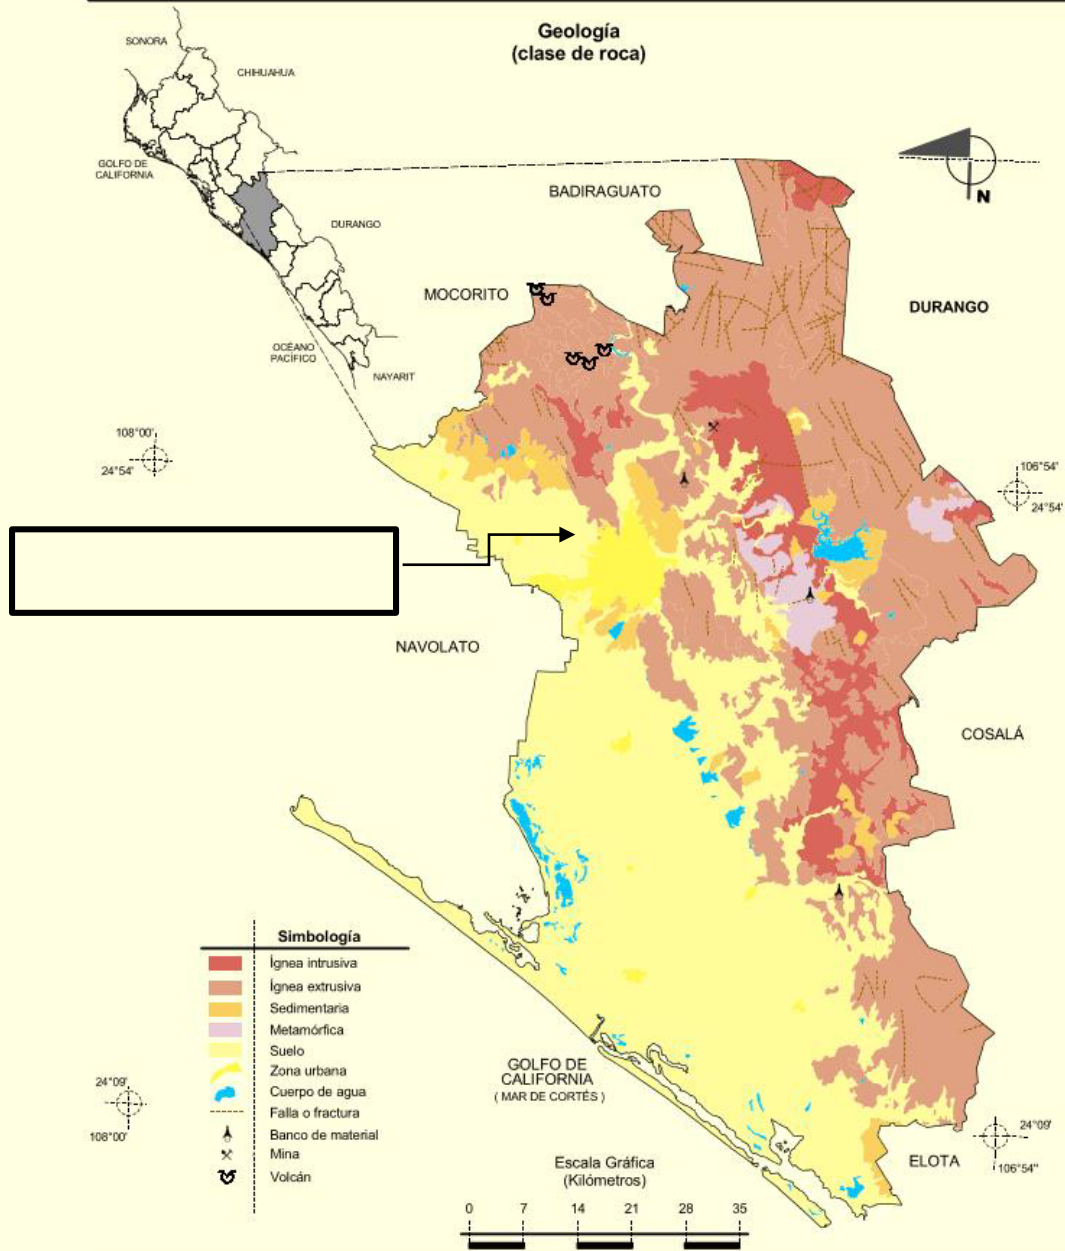 Geología
(clase de roca)
SONORA
CHIHUAHUA
GOLFO DE
CALIFORNIA
DURANGO
OCÉANO
PACÍFICO
NAYARIT
BADIRAGUATO
N
MOCORITO
DURANGO
108°00'
24°54'
106°54'
24°54'
NAVOLATO
COSALÁ
Simbología
Ígnea intrusiva
Ígnea extrusiva
Sedimentaria
Metamórfica
Suelo
Zona urbana
Cuerpo de agua
Falla o fractura
Banco de material
Mina
Volcán
GOLFO DE
CALIFORNIA
( MAR DE CORTÉS )
24°09'
108°00'
24°09'
106°54"
ELOTA
Escala Gráfica
(Kilómetros)
0 7 14 21 28 35